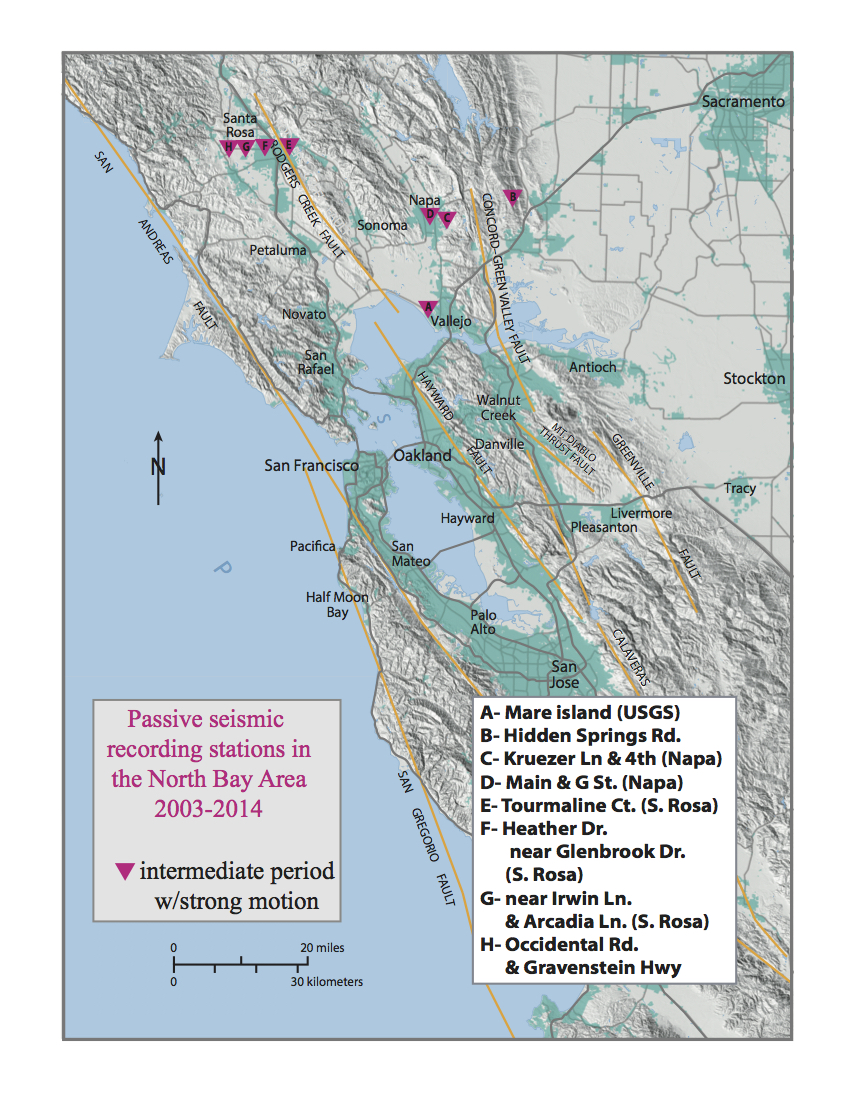 Sacramento
Santa
Rosa
H G F E
RODGERS CREEK FAULT
SAN ANDREAS FAULT
Napa
D C
B
Sonoma
CONCORD-GREEN VALLEY FAULT
Petaluma
A
Vallejo
Novato
San
Rafael
Antioch
Stockton
HAYWARD FAULT
Walnut
Creek
S
MT. DIABLO
THRUST FAULT
GREENVILLE FAULT
Danville
Oakland
San Francisco
N
Tracy
Livermore
Pleasanton
Hayward
Pacifica
San
Mateo
P
Half Moon
Bay
Palo
Alto
CALAVERAS
San
Jose
SAN GREGORIO FAULT
Passive seismic
recording stations in
the North Bay Area
2003-2014
intermediate period
w/strong motion
0 20 miles
0 30 kilometers
A- Mare island (USGS)
B- Hidden Springs Rd.
C- Kruezer Ln & 4th (Napa)
D- Main & G St. (Napa)
E- Tourmaline Ct. (S. Rosa)
F- Heather Dr.
near Glenbrook Dr.
(S. Rosa)
G- near Irwin Ln.
& Arcadia Ln. (S. Rosa)
H- Occidental Rd.
& Gravenstein Hwy